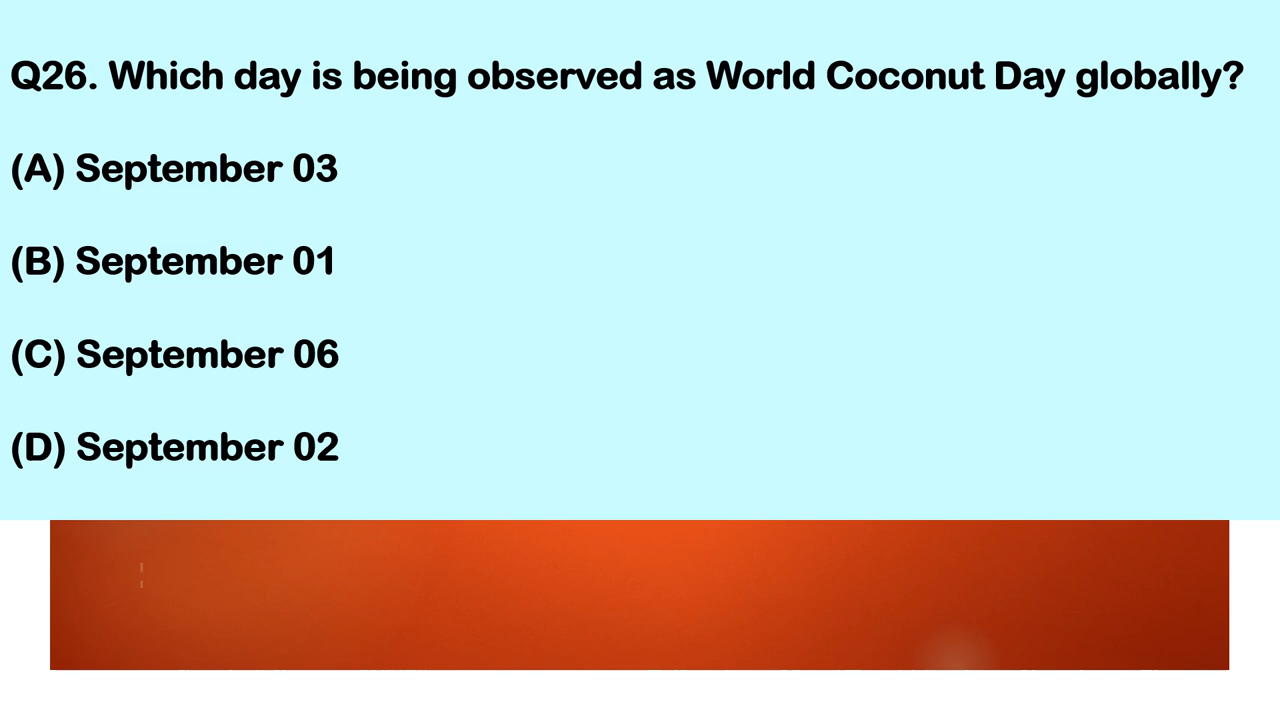 Q26. Which day is being observed as World Coconut Day globally?
(A) September 03
(B) September 01
(C) September 06
(D) September 02